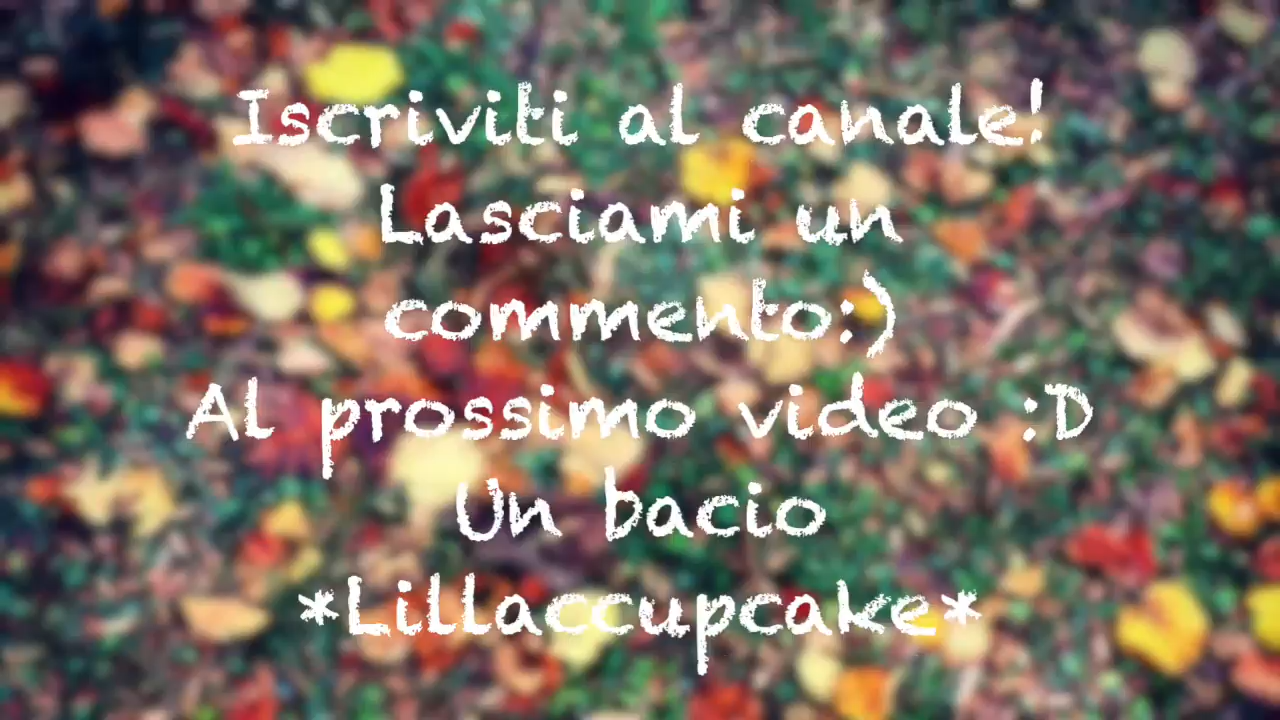 Iscriviti al canale!
Lasciami un
commento:)
Al prossimo video :D
Un bacio
*Lillaccupcake*